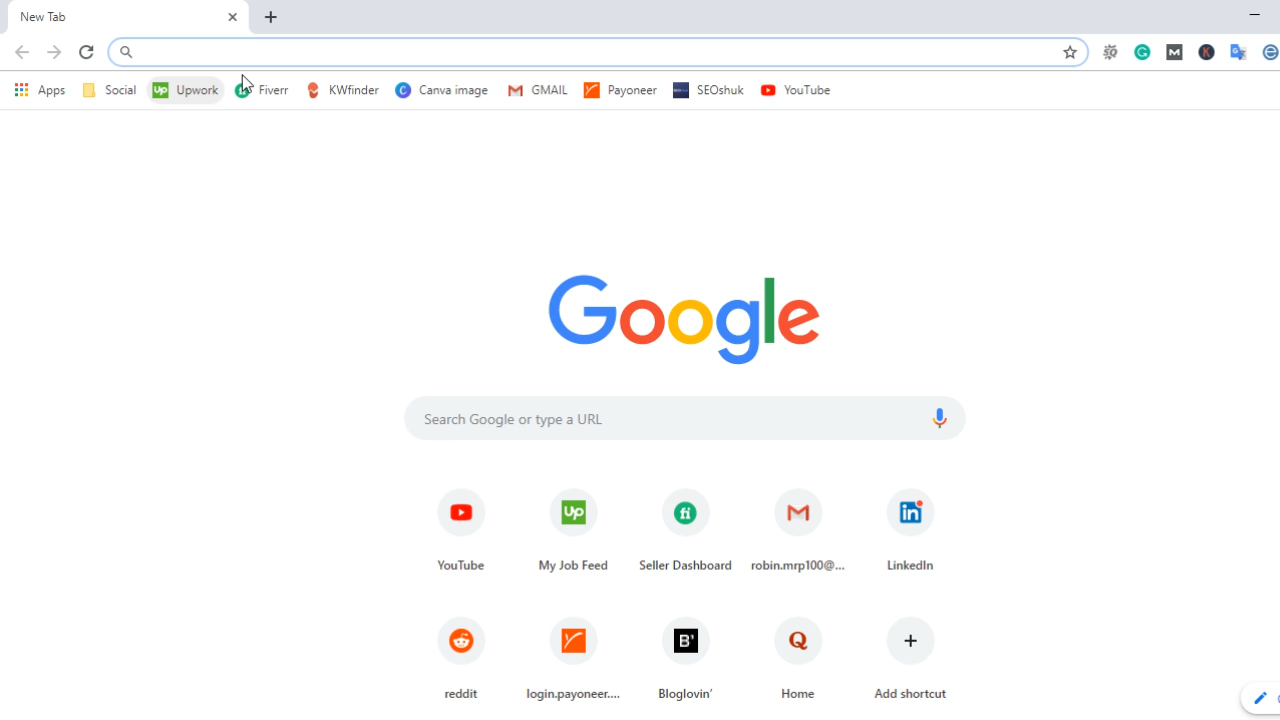 New Tab
Apps Social Upwork Fiverr KWfinder Canva image GMAIL Payoneer SEOshuk YouTube
Google
Search Google or type a URL
YouTube My Job Feed Seller Dashboard robin.mrp100@... LinkedIn
reddit login.payoneer.... Bloglovin' Home Add shortcut